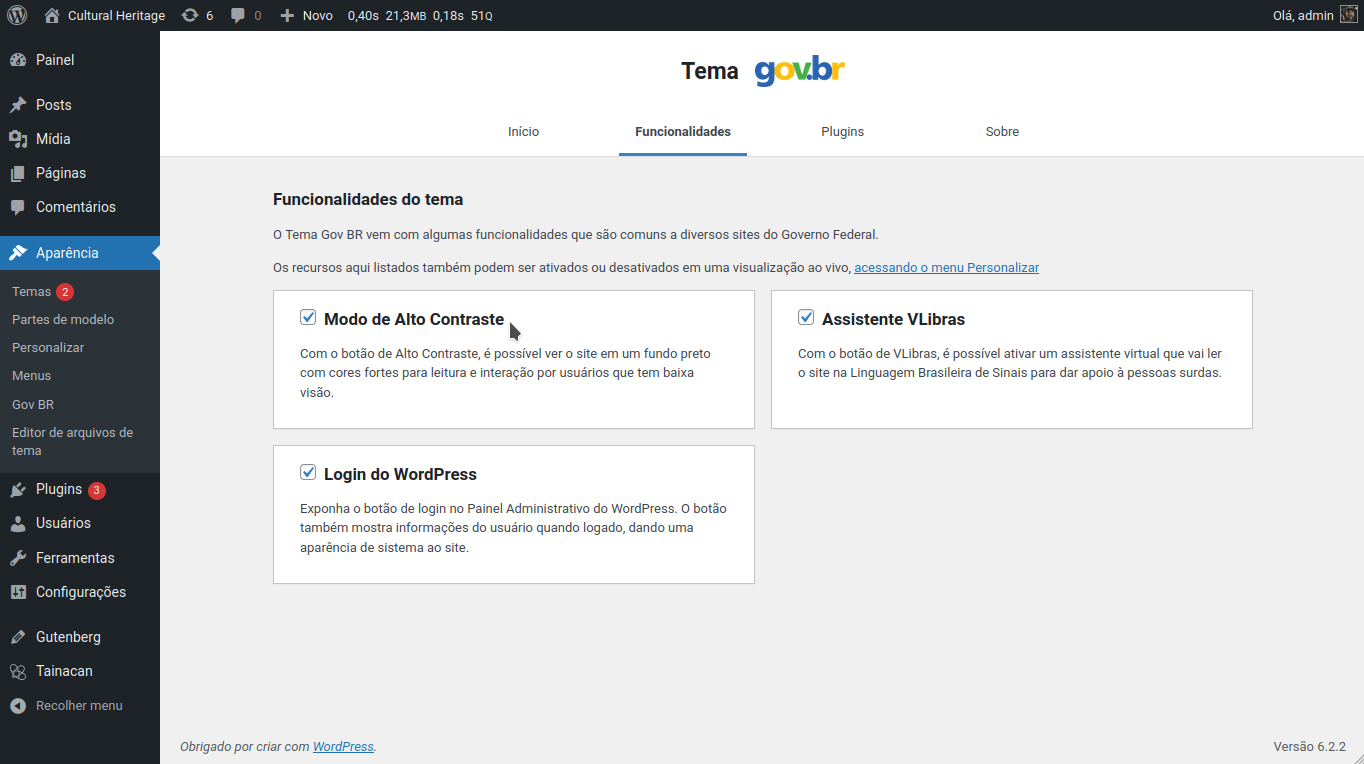 Cultural Heritage 6 0 Novo 0,40s 21,3MB 0,18s 51Q Olá, admin
Painel
Posts
Mídia
Páginas
Comentários
Aparência
Temas 2
Partes de modelo
Personalizar
Menus
Gov BR
Editor de arquivos de
tema
Plugins 3
Usuários
Ferramentas
Configurações
Gutenberg
Tainacan
Recolher menu
Tema gov.br
Início Funcionalidades Plugins Sobre
Funcionalidades do tema
O Tema Gov BR vem com algumas funcionalidades que são comuns a diversos sites do Governo Federal.
Os recursos aqui listados também podem ser ativados ou desativados em uma visualização ao vivo, acessando o menu Personalizar
Modo de Alto Contraste
Com o botão de Alto Contraste, é possível ver o site em um fundo preto
com cores fortes para leitura e interação por usuários que tem baixa
visão.
Assistente VLibras
Com o botão de VLibras, é possível ativar um assistente virtual que vai ler
o site na Linguagem Brasileira de Sinais para dar apoio à pessoas surdas.
Login do WordPress
Exponha o botão de login no Painel Administrativo do WordPress. O botão
também mostra informações do usuário quando logado, dando uma
aparência de sistema ao site.
Obrigado por criar com WordPress.
Versão 6.2.2